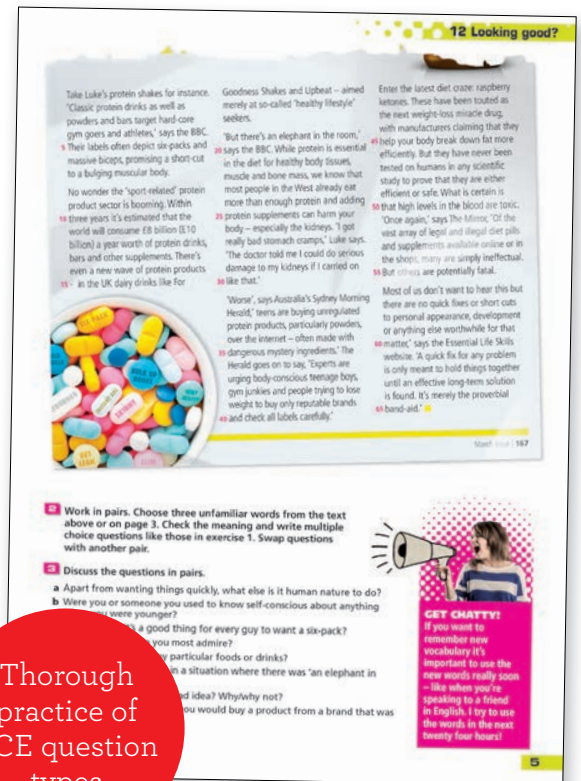 12 Looking good?
Take Luke's protein shakes for instance.
'Classic protein drinks as well as
powders and bars target hard-core
gym goers and athletes,' says the BBC.
5 Their labels often depict six-packs and
massive biceps, promising a short-cut
to a bulging muscular body.
No wonder the 'sport-related' protein
product sector is booming. Within
10 three years it's estimated that the
world will consume £8 billion (€10
billion) a year worth of protein drinks,
bars and other supplements. There's
even a new wave of protein products
15 - in the UK dairy drinks like For
Goodness Shakes and Upbeat – aimed
merely at so-called 'healthy lifestyle'
seekers.
'But there's an elephant in the room,'
20 says the BBC. While protein is essential
in the diet for healthy body tissues,
muscle and bone mass, we know that
most people in the West already eat
more than enough protein and adding
25 protein supplements can harm your
body – especially the kidneys. 'I got
really bad stomach cramps,' Luke says.
'The doctor told me I could do serious
damage to my kidneys if I carried on
30 like that.'
'Worse', says Australia's Sydney Morning
Herald,' teens are buying unregulated
protein products, particularly powders,
over the internet – often made with
35 dangerous mystery ingredients.' The
Herald goes on to say, 'Experts are
urging body-conscious teenage boys,
gym junkies and people trying to lose
weight to buy only reputable brands
40 and check all labels carefully.'
Enter the latest diet craze: raspberry
ketones. These have been touted as
the next weight-loss miracle drug,
with manufacturers claiming that they
45 help your body break down fat more
efficiently. But they have never been
tested on humans in any scientific
study to prove that they are either
efficient or safe. What is certain is
50 that high levels in the blood are toxic.
'Once again,' says The Mirror, 'Of the
vast array of legal and illegal diet pills
and supplements available online or in
the shops, many are simply ineffectual.
55 But others are potentially fatal.
Most of us don't want to hear this but
there are no quick fixes or short cuts
to personal appearance, development
or anything else worthwhile for that
60 matter,' says the Essential Life Skills
website. 'A quick fix for any problem
is only meant to hold things together
until an effective long-term solution
is found. It's merely the proverbial
65 band-aid.'
SIX PACK
BULK UP
BOOST
SKINNY
SLIM
167
2 Work in pairs. Choose three unfamiliar words from the text
above or on page 3. Check the meaning and write multiple
choice questions like those in exercise 1. Swap questions
with another pair.
3 Discuss the questions in pairs.
a Apart from wanting things quickly, what else is it human nature to do?
b Were you or someone you used to know self-conscious about anything
were younger?
a good thing for every guy to want a six-pack?
you most admire?
particular foods or drinks?
in a situation where there was 'an elephant in
idea? Why/why not?
you would buy a product from a brand that was
GET CHATTY!
If you want to
remember new
vocabulary it's
important to use the
new words really soon
– like when you're
speaking to a friend
in English. I try to use
the words in the next
twenty four hours!
5
Thorough
practice of
CE question
types